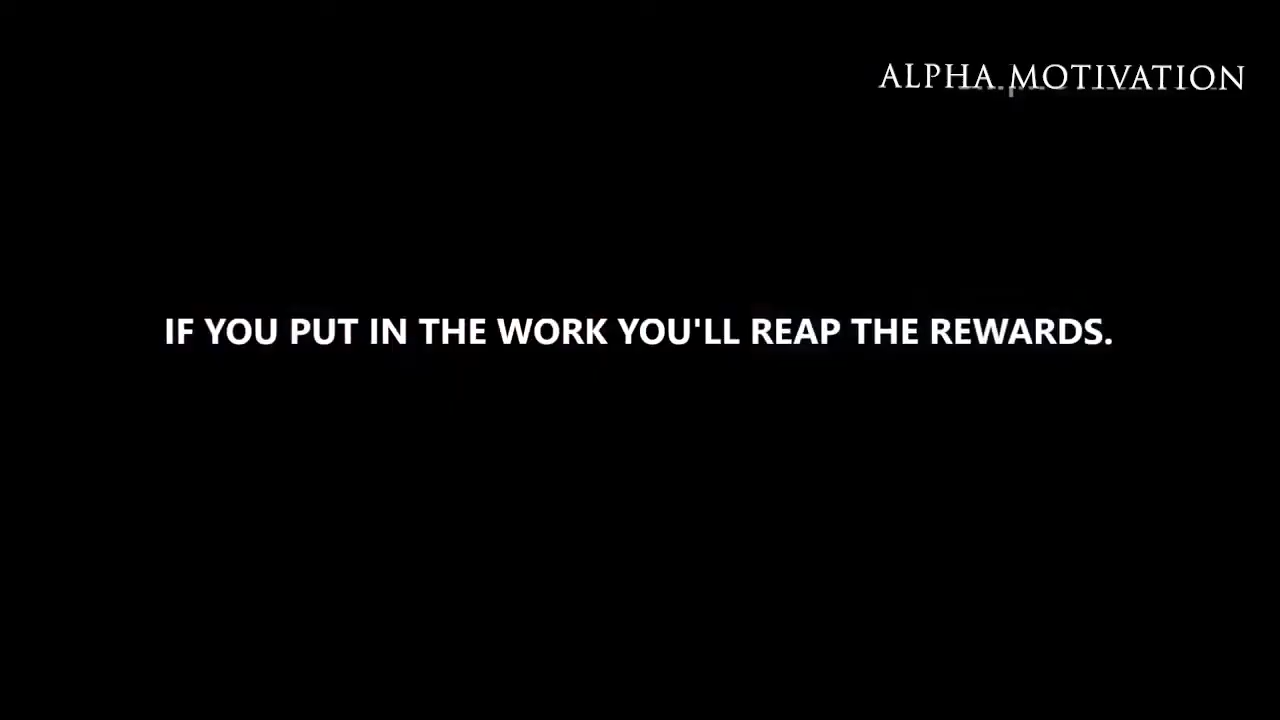 ALPHA MOTIVATION
IF YOU PUT IN THE WORK YOU'LL REAP THE REWARDS.